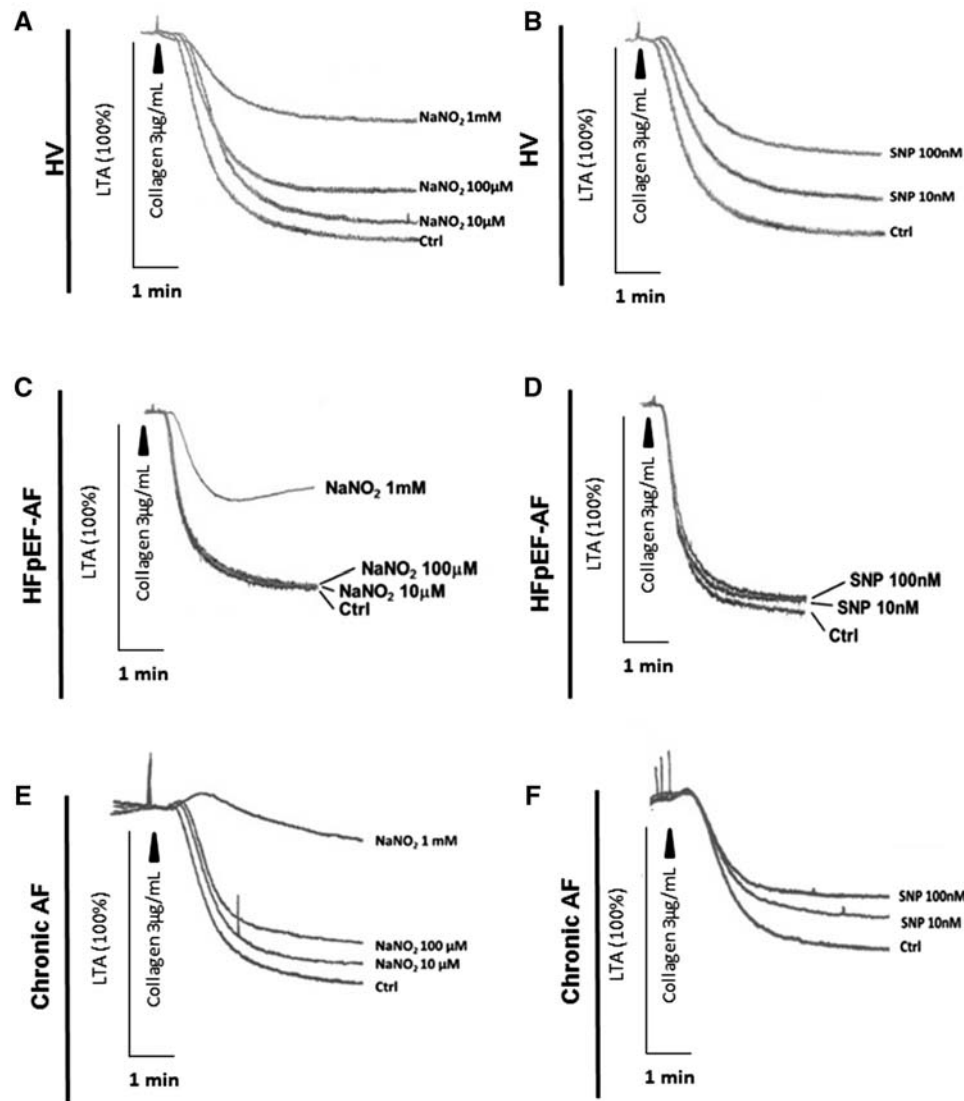 A
HV
LTA (100%)
Collagen 3µg/mL
NaNO₂ 1mM
NaNO₂ 100µM
NaNO₂ 10µM
Ctrl
1 min
B
HV
LTA (100%)
Collagen 3µg/mL
SNP 100nM
SNP 10nM
Ctrl
1 min
C
HFpEF-AF
LTA (100%)
Collagen 3µg/mL
NaNO₂ 1mM
NaNO₂ 100µM
NaNO₂ 10µM
Ctrl
1 min
D
HFpEF-AF
LTA (100%)
Collagen 3µg/mL
SNP 100nM
SNP 10nM
Ctrl
1 min
E
Chronic AF
LTA (100%)
Collagen 3µg/mL
NaNO₂ 1 mM
NaNO₂ 100 µM
NaNO₂ 10 µM
Ctrl
1 min
F
Chronic AF
LTA (100%)
Collagen 3µg/mL
SNP 100nM
SNP 10nM
Ctrl
1 min